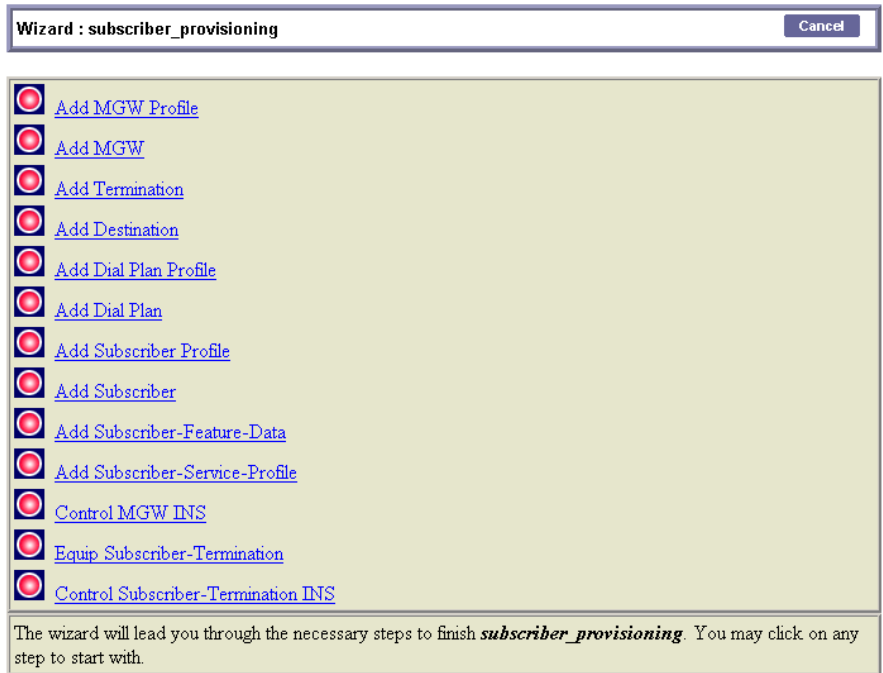 Wizard : subscriber_provisioning
Cancel
Add MGW Profile
Add MGW
Add Termination
Add Destination
Add Dial Plan Profile
Add Dial Plan
Add Subscriber Profile
Add Subscriber
Add Subscriber-Feature-Data
Add Subscriber-Service-Profile
Control MGW INS
Equip Subscriber-Termination
Control Subscriber-Termination INS
The wizard will lead you through the necessary steps to finish subscriber_provisioning. You may click on any
step to start with.